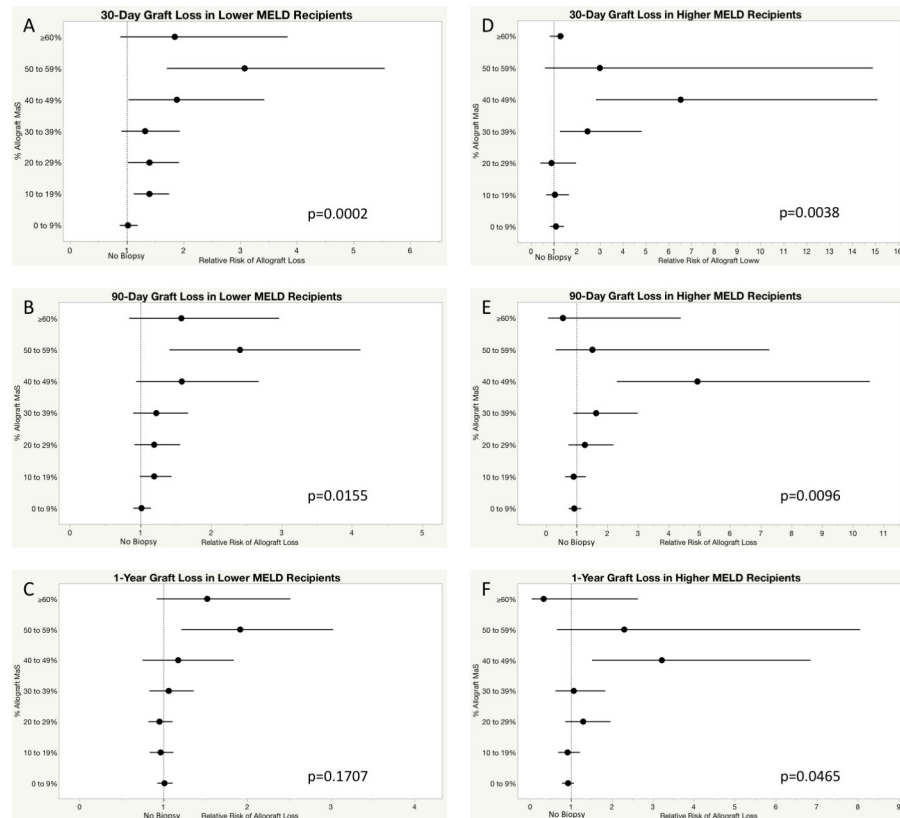 A
30-Day Graft Loss in Lower MELD Recipients
% Allograft MaS
≥60%
50 to 59%
40 to 49%
30 to 39%
20 to 29%
10 to 19%
0 to 9%
p=0.0002
0 1 2 3 4 5 6
No Biopsy Relative Risk of Allograft Loss
D
30-Day Graft Loss in Higher MELD Recipients
% Allograft MaS
≥60%
50 to 59%
40 to 49%
30 to 39%
20 to 29%
10 to 19%
0 to 9%
p=0.0038
0 1 2 3 4 5 6 7 8 9 10 11 12 13 14 15 16
No Biopsy Relative Risk of Allograft Loww
B
90-Day Graft Loss in Lower MELD Recipients
% Allograft MaS
≥60%
50 to 59%
40 to 49%
30 to 39%
20 to 29%
10 to 19%
0 to 9%
p=0.0155
0 1 2 3 4 5
No Biopsy Relative Risk of Allograft Loss
E
90-Day Graft Loss in Higher MELD Recipients
% Allograft MaS
≥60%
50 to 59%
40 to 49%
30 to 39%
20 to 29%
10 to 19%
0 to 9%
p=0.0096
0 1 2 3 4 5 6 7 8 9 10 11
No Biopsy Relative Risk of Allograft Loss
C
1-Year Graft Loss in Lower MELD Recipients
% Allograft MaS
≥60%
50 to 59%
40 to 49%
30 to 39%
20 to 29%
10 to 19%
0 to 9%
p=0.1707
0 1 2 3 4
No Biopsy Relative Risk of Allograft Loss
F
1-Year Graft Loss in Higher MELD Recipients
% Allograft MaS
≥60%
50 to 59%
40 to 49%
30 to 39%
20 to 29%
10 to 19%
0 to 9%
p=0.0465
0 1 2 3 4 5 6 7 8 9
No Biopsy Relative Risk of Allograft Loss